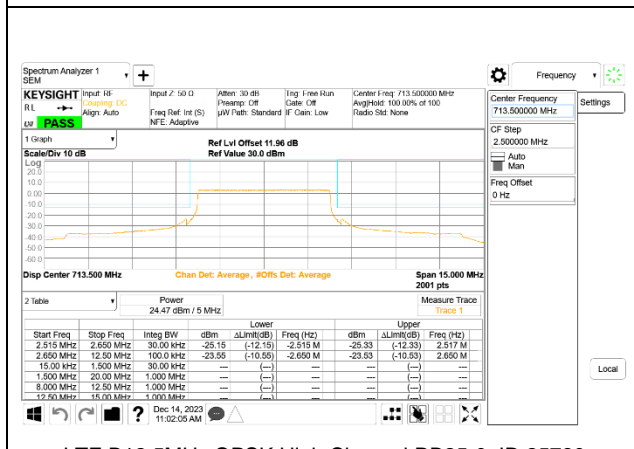 Spectrum Analyzer 1
SEM
Frequency
KEYSIGHT Input: RF Input Z: 50 Ω Atten: 30 dB Trig: Free Run Center Freq: 713.500000 MHz
RL Coupling: DC Preamp: Off Gate: Off Avg|Hold: 100.00% of 100
Align: Auto Freq Ref: Int (S) µW Path: Standard IF Gain: Low Radio Std: None
PASS NFE: Adaptive
Center Frequency
713.500000 MHz
Settings
CF Step
2.500000 MHz
Auto
Man
Freq Offset
0 Hz
Local
1 Graph
Scale/Div 10 dB
Ref Lvl Offset 11.96 dB
Ref Value 30.0 dBm
Log
20.0
10.0
0.00
-10.0
-20.0
-30.0
-40.0
-50.0
-60.0
Disp Center 713.500 MHz Chan Det: Average, #Offs Det: Average Span 15.000 MHz
2001 pts
2 Table Power Measure Trace
24.47 dBm / 5 MHz Trace 1
Lower Upper
Start Freq Stop Freq Integ BW dBm ΔLimit(dB) Freq (Hz) dBm ΔLimit(dB) Freq (Hz)
2.515 MHz 2.650 MHz 30.00 kHz -25.15 (-12.15) -2.515 M -25.33 (-12.33) 2.517 M
2.650 MHz 12.50 MHz 100.0 kHz -23.55 (-10.55) -2.650 M -23.53 (-10.53) 2.650 M
15.00 kHz 1.500 MHz 30.00 kHz --- (---) --- --- (---) ---
1.500 MHz 20.00 MHz 1.000 MHz --- (---) --- --- (---) ---
8.000 MHz 12.50 MHz 1.000 MHz --- (---) --- --- (---) ---
12.50 MHz 15.00 MHz 1.000 MHz --- (---) --- --- (---) ---
Dec 14, 2023
11:02:05 AM